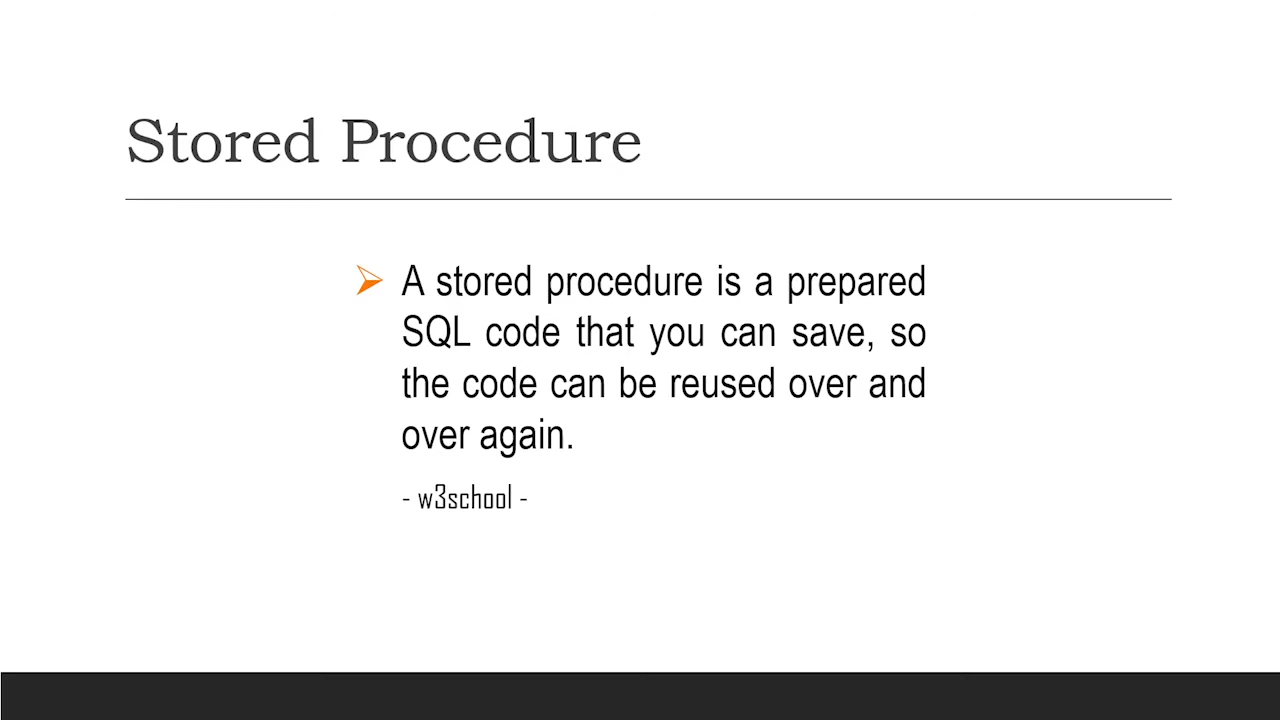 Stored Procedure
A stored procedure is a prepared
SQL code that you can save, so
the code can be reused over and
over again.
- w3school -